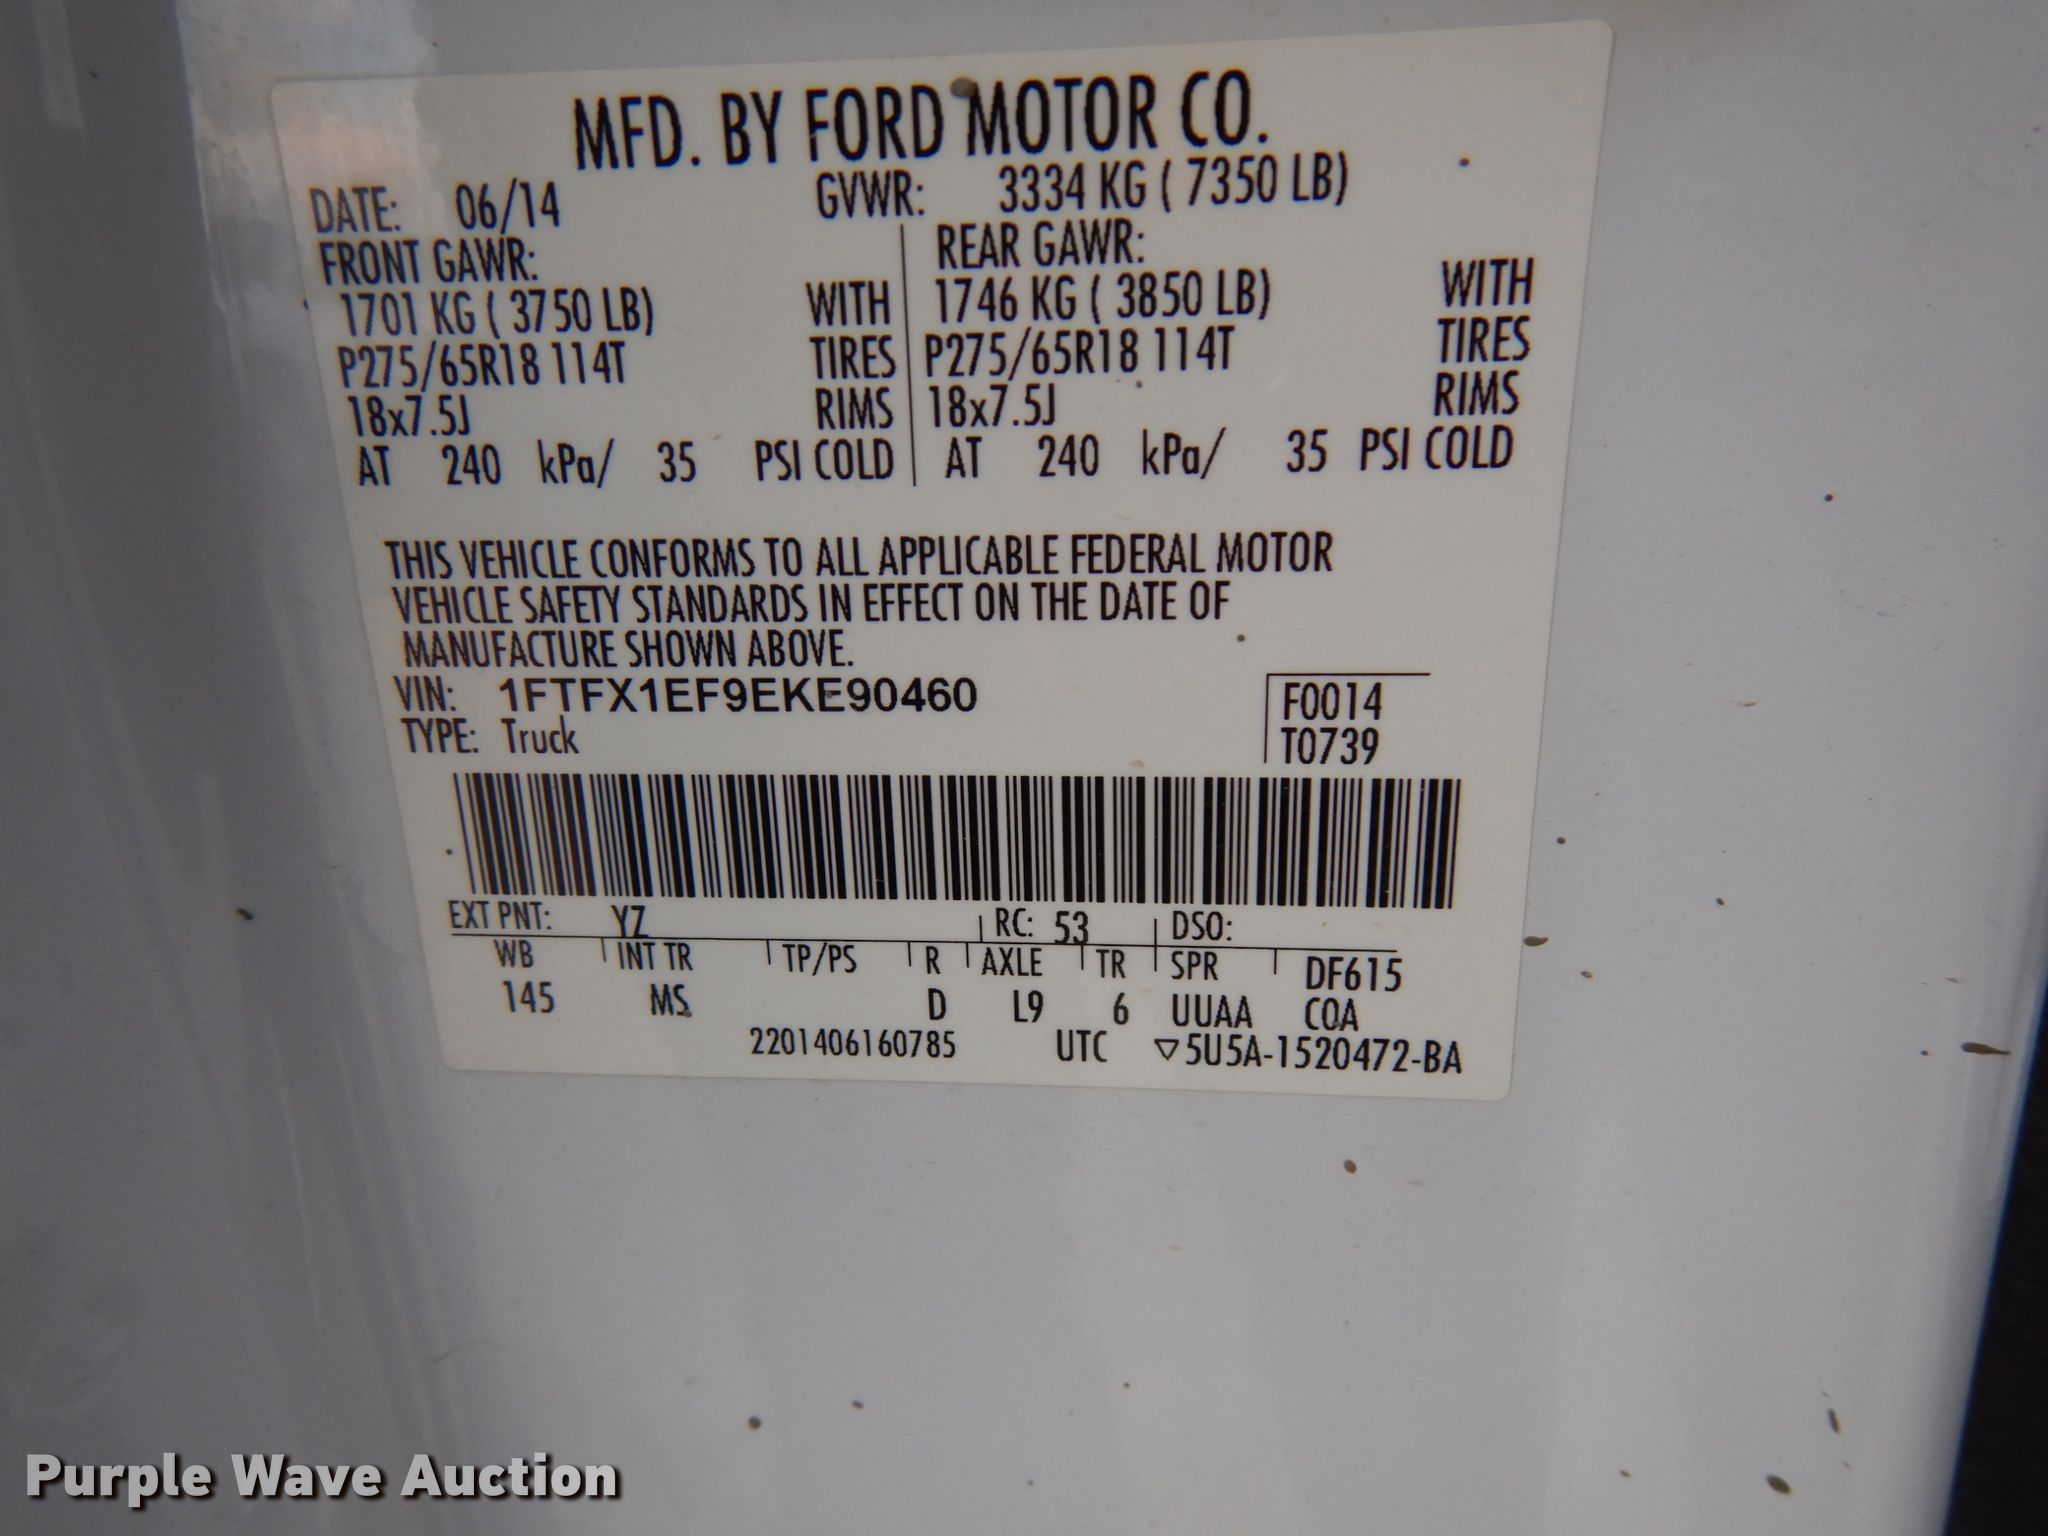 MFD. BY FORD MOTOR CO.
DATE: 06/14 GVWR: 3334 KG ( 7350 LB)
FRONT GAWR: REAR GAWR:
1701 KG ( 3750 LB) WITH 1746 KG ( 3850 LB) WITH
P275/65R18 114T TIRES P275/65R18 114T TIRES
18x7.5J RIMS 18x7.5J RIMS
AT 240 kPa/ 35 PSI COLD AT 240 kPa/ 35 PSI COLD
THIS VEHICLE CONFORMS TO ALL APPLICABLE FEDERAL MOTOR
VEHICLE SAFETY STANDARDS IN EFFECT ON THE DATE OF
MANUFACTURE SHOWN ABOVE.
VIN: 1FTFX1EF9EKE90460 F0014
TYPE: Truck T0739
EXT PNT: YZ RC: 53 DSO:
WB INT TR TP/PS R AXLE TR SPR DF615
145 MS D L9 6 UUAA COA
2201406160785 UTC ▽5U5A-1520472-BA
Purple Wave Auction